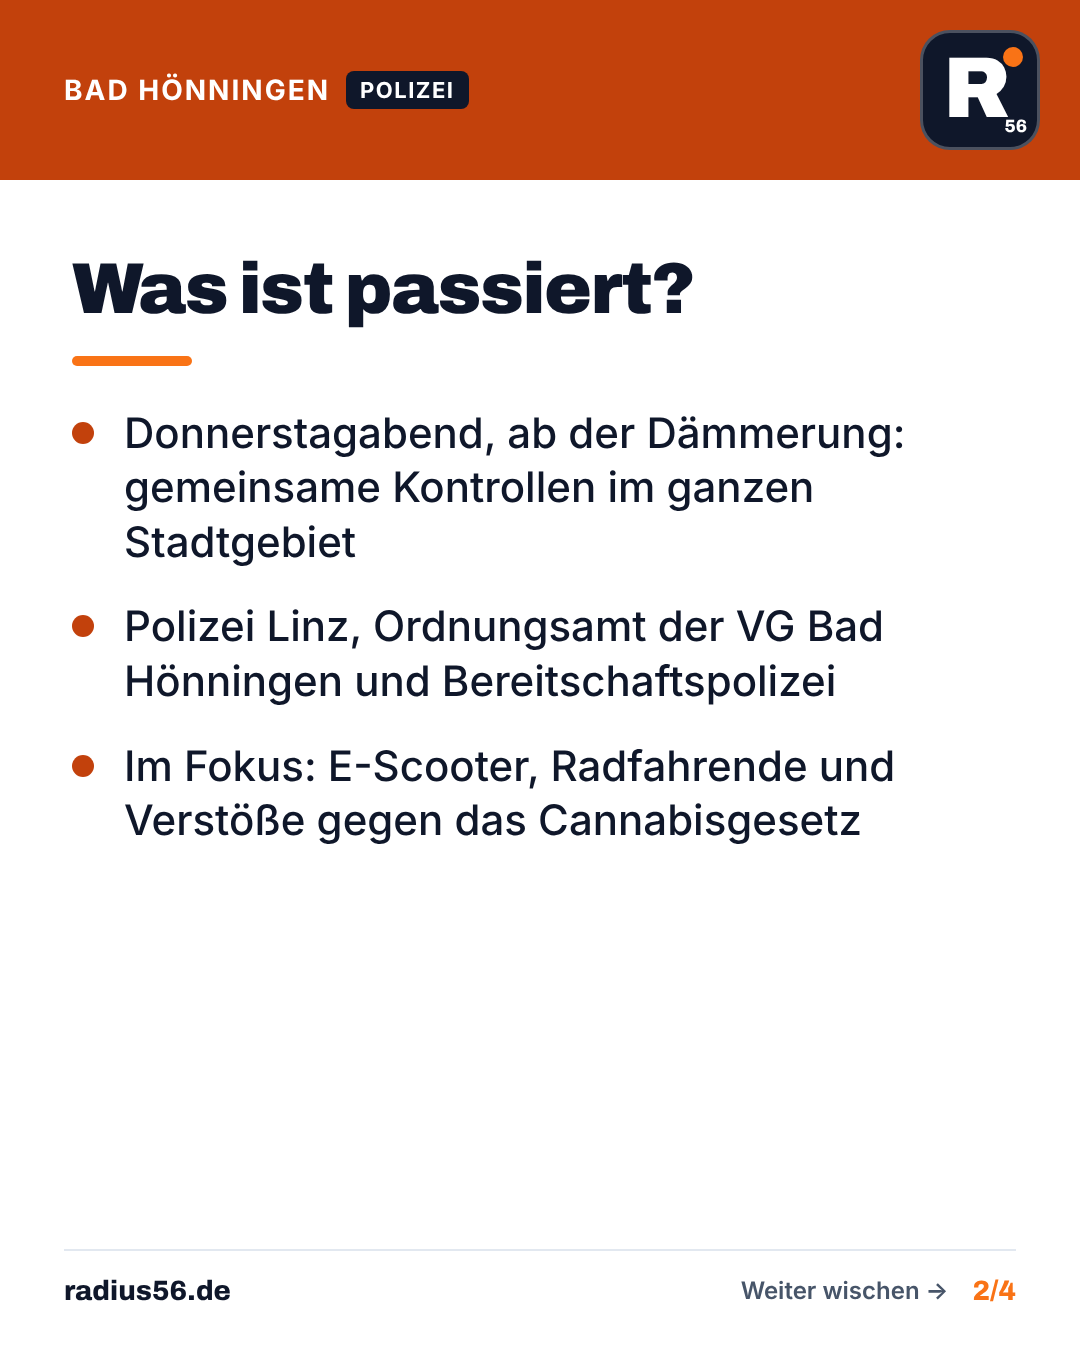 BAD HÖNNINGEN POLIZEI
R
56
Was ist passiert?
Donnerstagabend, ab der Dämmerung:
gemeinsame Kontrollen im ganzen
Stadtgebiet
Polizei Linz, Ordnungsamt der VG Bad
Hönningen und Bereitschaftspolizei
Im Fokus: E-Scooter, Radfahrende und
Verstöße gegen das Cannabisgesetz
radius56.de
Weiter wischen → 2/4